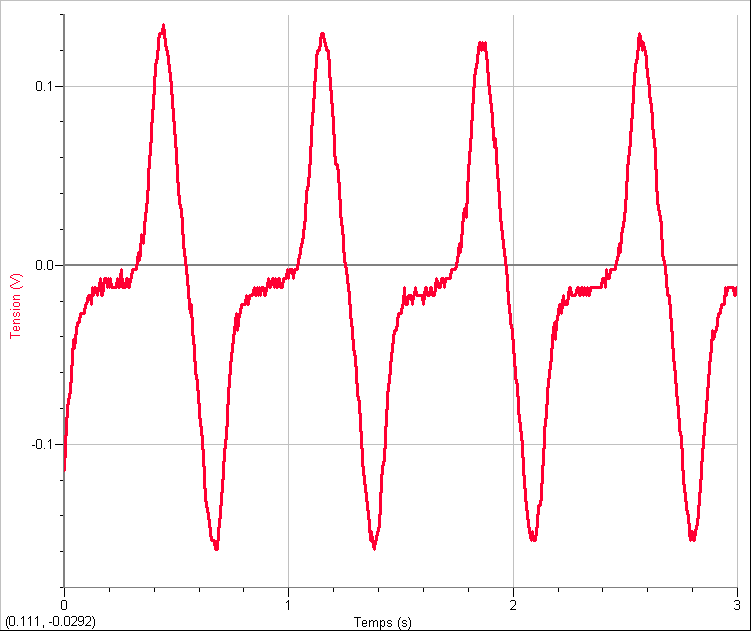 0.1
0.0
-0.1
Tension (V)
0 1 2 3
(0.111, -0.0292) Temps (s)